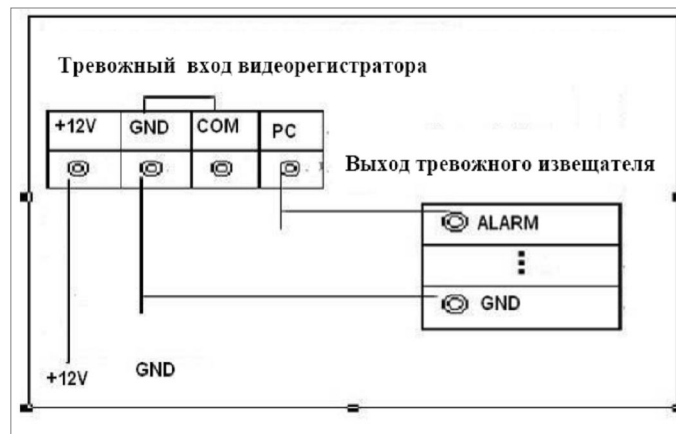 Тревожный вход видеорегистратора
+12V GND COM PC
Выход тревожного извещателя
ALARM
GND
+12V GND